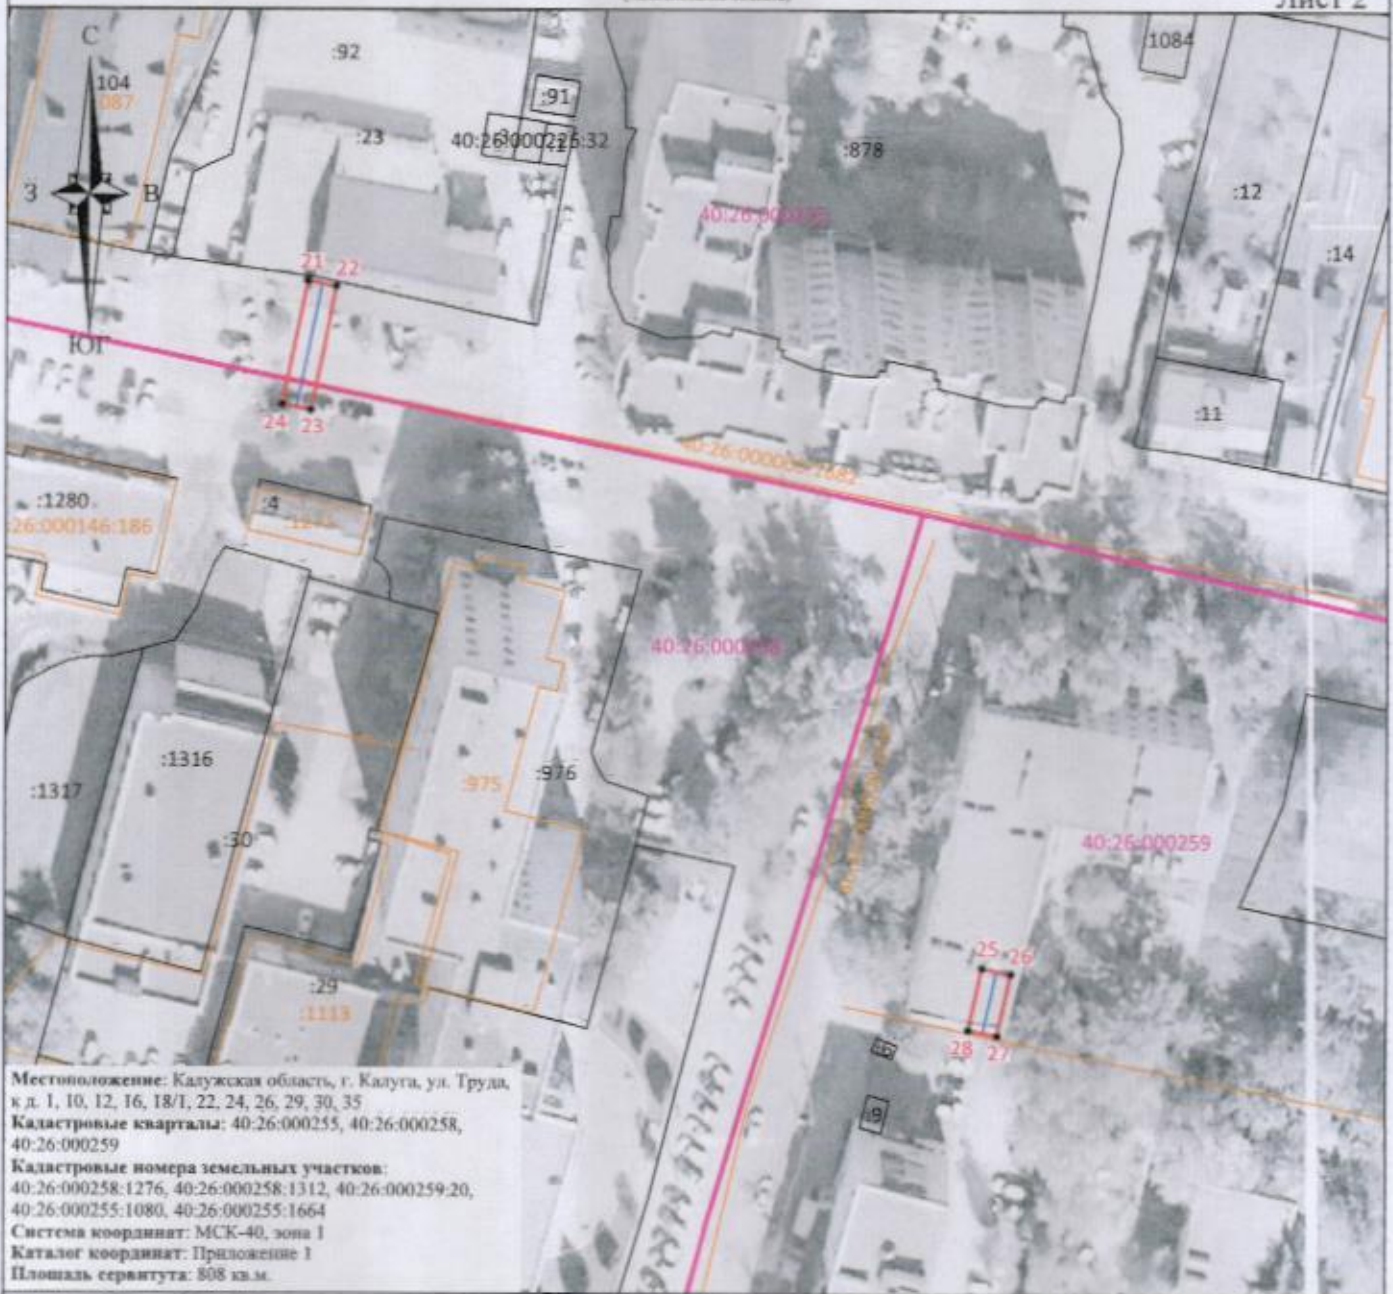 Лист 2
С
104
:92
:91
:1084
:23
:878
:12
З
В
:14
21
22
ЮГ
24
23
:11
:1280
:4
26:000146:186
:1316
:975
:976
:1317
:30
40:26:000259
25
26
:29
:1113
28
27
:6
:9
Местоположение: Калужская область, г. Калуга, ул. Труда,
к д. 1, 10, 12, 16, 18/1, 22, 24, 26, 29, 30, 35
Кадастровые кварталы: 40:26:000255, 40:26:000258,
40:26:000259
Кадастровые номера земельных участков:
40:26:000258:1276, 40:26:000258:1312, 40:26:000259:20,
40:26:000255:1080, 40:26:000255:1664
Система координат: МСК-40, зона 1
Каталог координат: Приложение 1
Площадь сервитута: 808 кв.м.